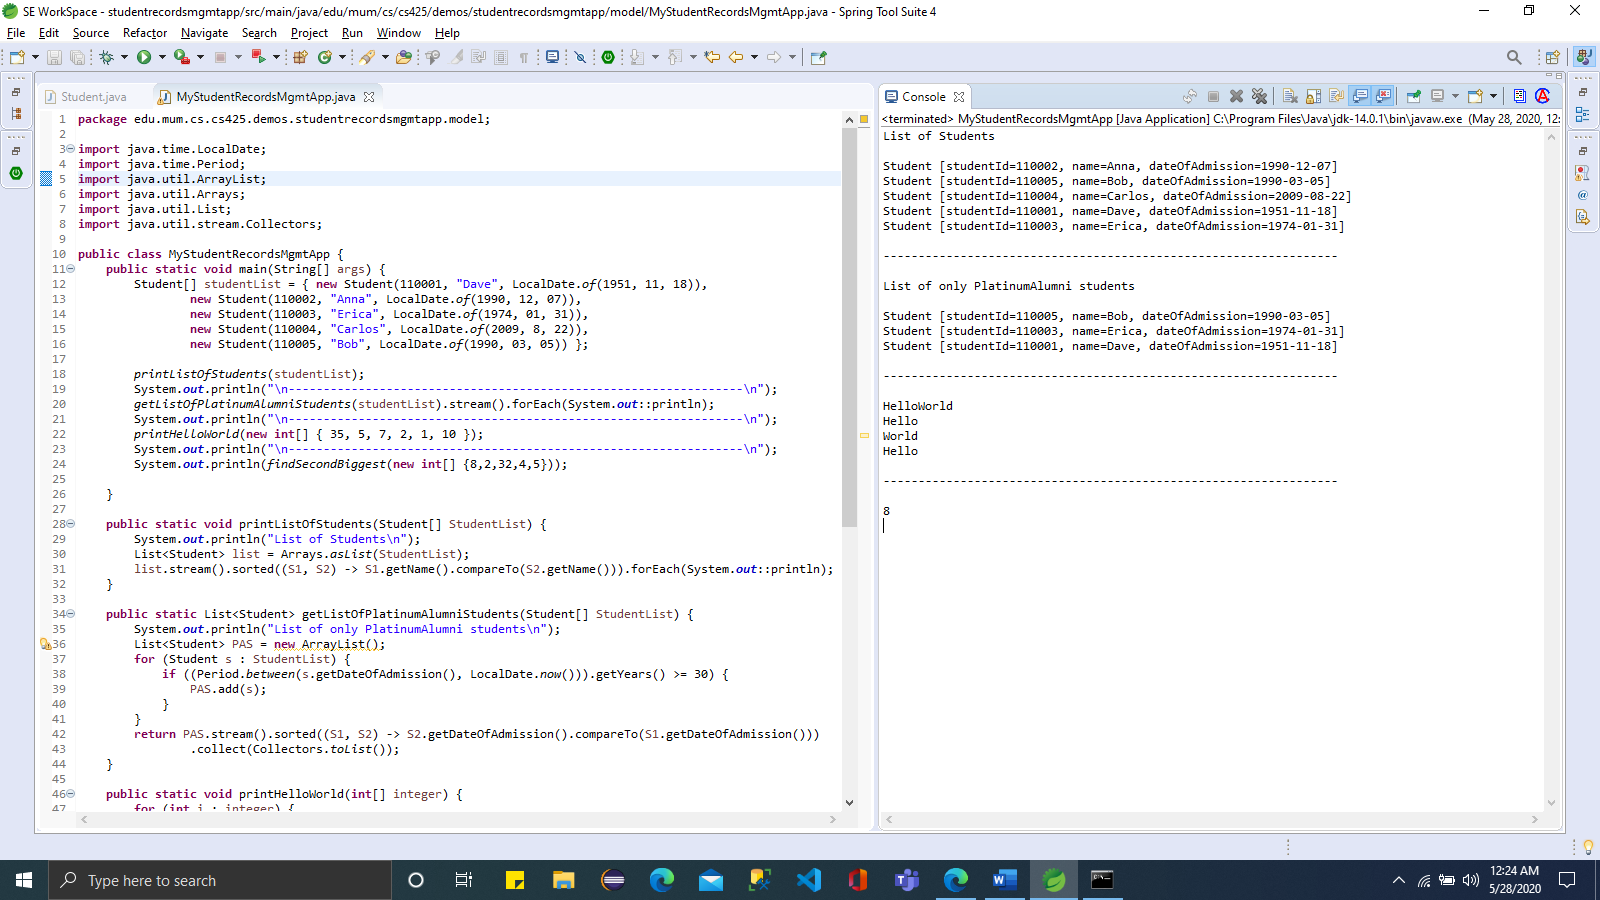 SE WorkSpace - studentrecordsmgmtapp/src/main/java/edu/mum/cs/cs425/demos/studentrecordsmgmtapp/model/MyStudentRecordsMgmtApp.java - Spring Tool Suite 4
File Edit Source Refactor Navigate Search Project Run Window Help
Student.java MyStudentRecordsMgmtApp.java
1 package edu.mum.cs.cs425.demos.studentrecordsmgmtapp.model;
2
3 import java.time.LocalDate;
4 import java.time.Period;
5 import java.util.ArrayList;
6 import java.util.Arrays;
7 import java.util.List;
8 import java.util.stream.Collectors;
9
10 public class MyStudentRecordsMgmtApp {
11 public static void main(String[] args) {
12 Student[] studentList = { new Student(110001, "Dave", LocalDate.of(1951, 11, 18)),
13 new Student(110002, "Anna", LocalDate.of(1990, 12, 07)),
14 new Student(110003, "Erica", LocalDate.of(1974, 01, 31)),
15 new Student(110004, "Carlos", LocalDate.of(2009, 8, 22)),
16 new Student(110005, "Bob", LocalDate.of(1990, 03, 05)) };
17
18 printListOfStudents(studentList);
19 System.out.println("\n-----------------------------------------------------------------\n");
20 getListOfPlatinumAlumniStudents(studentList).stream().forEach(System.out::println);
21 System.out.println("\n-----------------------------------------------------------------\n");
22 printHelloWorld(new int[] { 35, 5, 7, 2, 1, 10 });
23 System.out.println("\n-----------------------------------------------------------------\n");
24 System.out.println(findSecondBiggest(new int[] {8,2,32,4,5}));
25
26 }
27
28 public static void printListOfStudents(Student[] StudentList) {
29 System.out.println("List of Students\n");
30 List<Student> list = Arrays.asList(StudentList);
31 list.stream().sorted((S1, S2) -> S1.getName().compareTo(S2.getName())).forEach(System.out::println);
32 }
33
34 public static List<Student> getListOfPlatinumAlumniStudents(Student[] StudentList) {
35 System.out.println("List of only PlatinumAlumni students\n");
36 List<Student> PAS = new ArrayList();
37 for (Student s : StudentList) {
38 if ((Period.between(s.getDateOfAdmission(), LocalDate.now())).getYears() >= 30) {
39 PAS.add(s);
40 }
41 }
42 return PAS.stream().sorted((S1, S2) -> S2.getDateOfAdmission().compareTo(S1.getDateOfAdmission()))
43 .collect(Collectors.toList());
44 }
45
46 public static void printHelloWorld(int[] integer) {
47 for (int i : integer) {
Console
<terminated> MyStudentRecordsMgmtApp [Java Application] C:\Program Files\Java\jdk-14.0.1\bin\javaw.exe (May 28, 2020, 12:
List of Students
Student [studentId=110002, name=Anna, dateOfAdmission=1990-12-07]
Student [studentId=110005, name=Bob, dateOfAdmission=1990-03-05]
Student [studentId=110004, name=Carlos, dateOfAdmission=2009-08-22]
Student [studentId=110001, name=Dave, dateOfAdmission=1951-11-18]
Student [studentId=110003, name=Erica, dateOfAdmission=1974-01-31]
-----------------------------------------------------------------
List of only PlatinumAlumni students
Student [studentId=110005, name=Bob, dateOfAdmission=1990-03-05]
Student [studentId=110003, name=Erica, dateOfAdmission=1974-01-31]
Student [studentId=110001, name=Dave, dateOfAdmission=1951-11-18]
-----------------------------------------------------------------
HelloWorld
Hello
World
Hello
-----------------------------------------------------------------
8
Type here to search
12:24 AM
5/28/2020